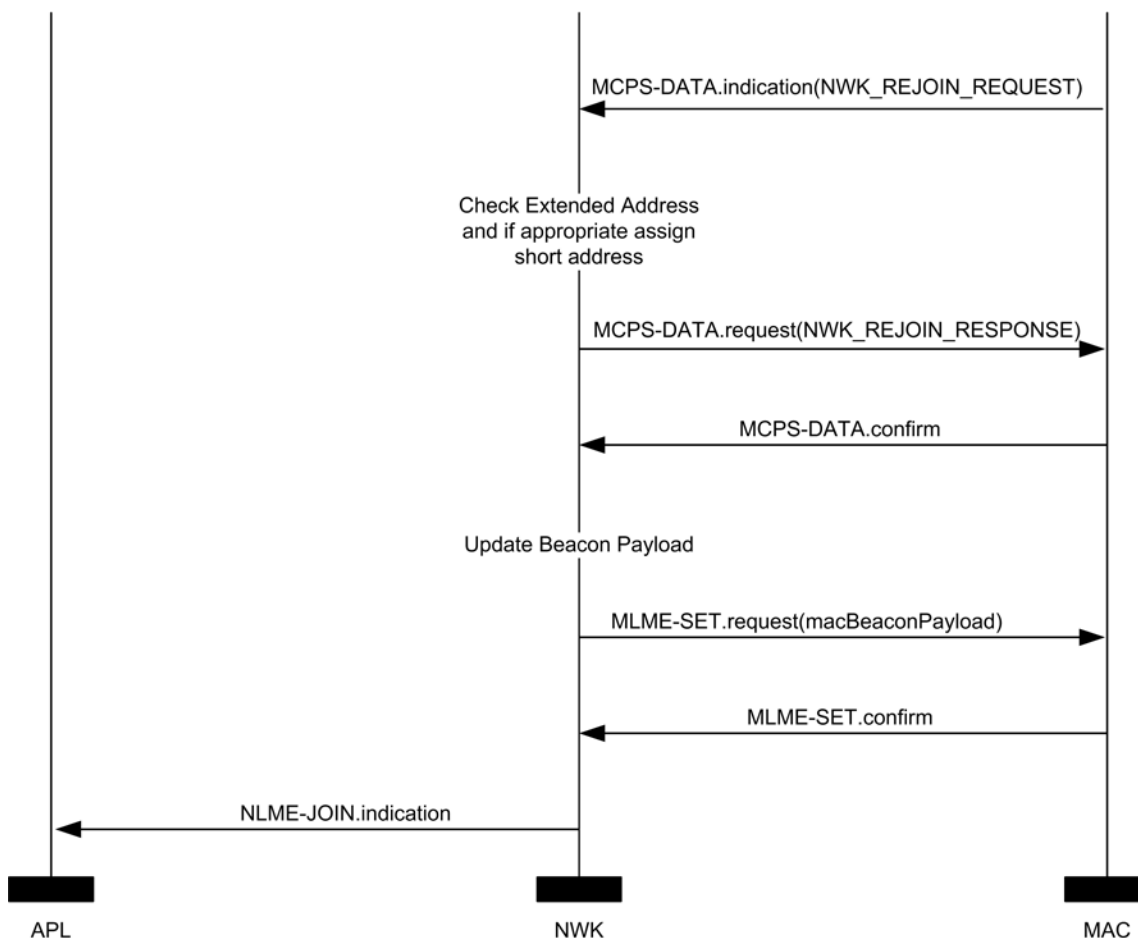 MCPS-DATA.indication(NWK_REJOIN_REQUEST)
Check Extended Address
and if appropriate assign
short address
MCPS-DATA.request(NWK_REJOIN_RESPONSE)
MCPS-DATA.confirm
Update Beacon Payload
MLME-SET.request(macBeaconPayload)
MLME-SET.confirm
NLME-JOIN.indication
APL
NWK
MAC